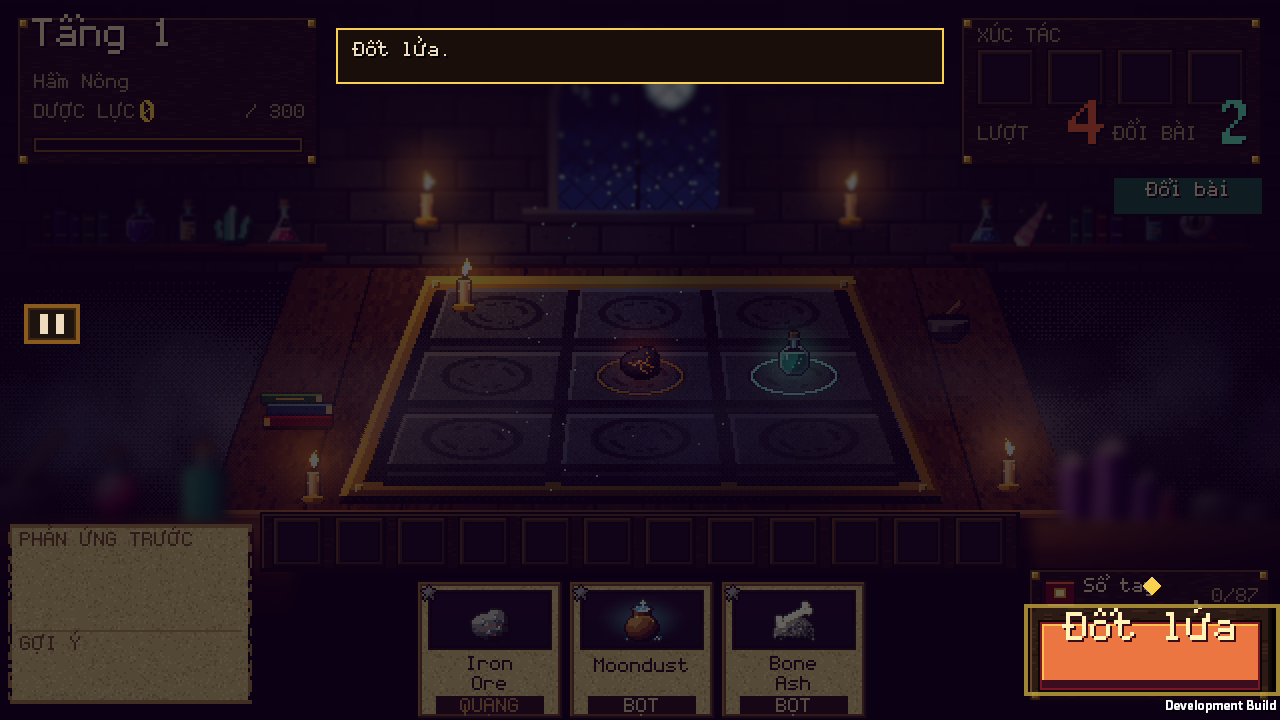 Tầng 1
Hầm Nông
DƯỢC LỰC 0 / 300
Đốt lửa.
XÚC TÁC
LƯỢT 4 ĐỔI BÀI 2
Đổi bài
PHẢN ỨNG TRƯỚC
GỢI Ý
Iron
Ore
QUẶNG
Moondust
BỘT
Bone
Ash
BỘT
Sổ ta
0/87
Đốt lửa
Development Build